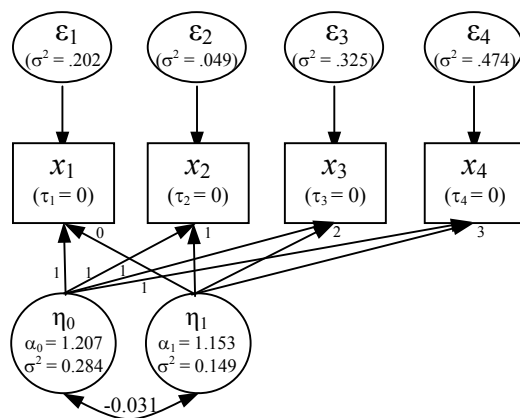 ε₁ ε₂ ε₃ ε₄
(σ² = .202 (σ² = .049) (σ² = .325) (σ² = .474)
x₁ x₂ x₃ x₄
(τ₁ = 0) (τ₂ = 0) (τ₃ = 0) (τ₄ = 0)
0 1 2 3
1 1 1 1
η₀ η₁
α₀ = 1.207 α₁ = 1.153
σ² = 0.284 σ² = 0.149
-0.031